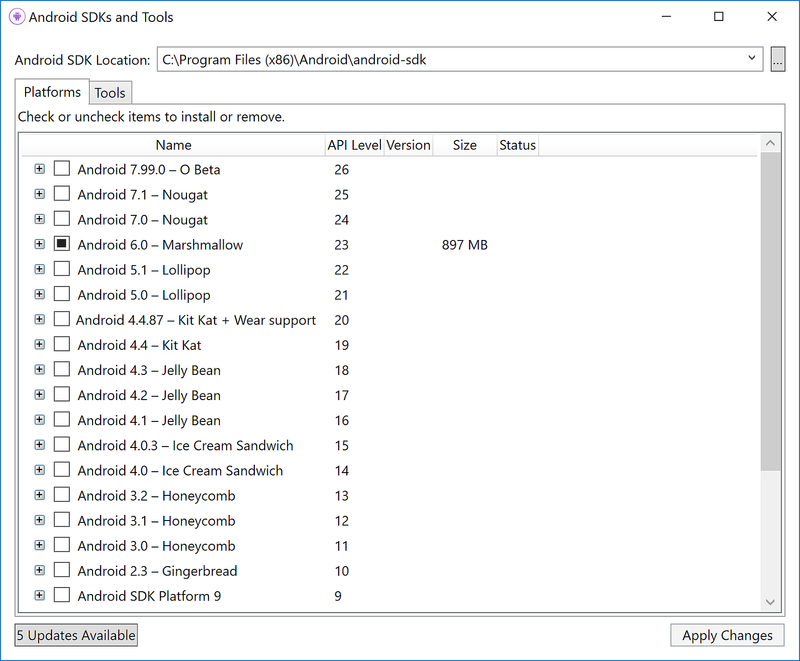 Android SDKs and Tools
Android SDK Location: C:\Program Files (x86)\Android\android-sdk ...
Platforms Tools
Check or uncheck items to install or remove.
Name API Level Version Size Status
Android 7.99.0 – O Beta 26
Android 7.1 – Nougat 25
Android 7.0 – Nougat 24
Android 6.0 – Marshmallow 23 897 MB
Android 5.1 – Lollipop 22
Android 5.0 – Lollipop 21
Android 4.4.87 – Kit Kat + Wear support 20
Android 4.4 – Kit Kat 19
Android 4.3 – Jelly Bean 18
Android 4.2 – Jelly Bean 17
Android 4.1 – Jelly Bean 16
Android 4.0.3 – Ice Cream Sandwich 15
Android 4.0 – Ice Cream Sandwich 14
Android 3.2 – Honeycomb 13
Android 3.1 – Honeycomb 12
Android 3.0 – Honeycomb 11
Android 2.3 – Gingerbread 10
Android SDK Platform 9 9
5 Updates Available Apply Changes